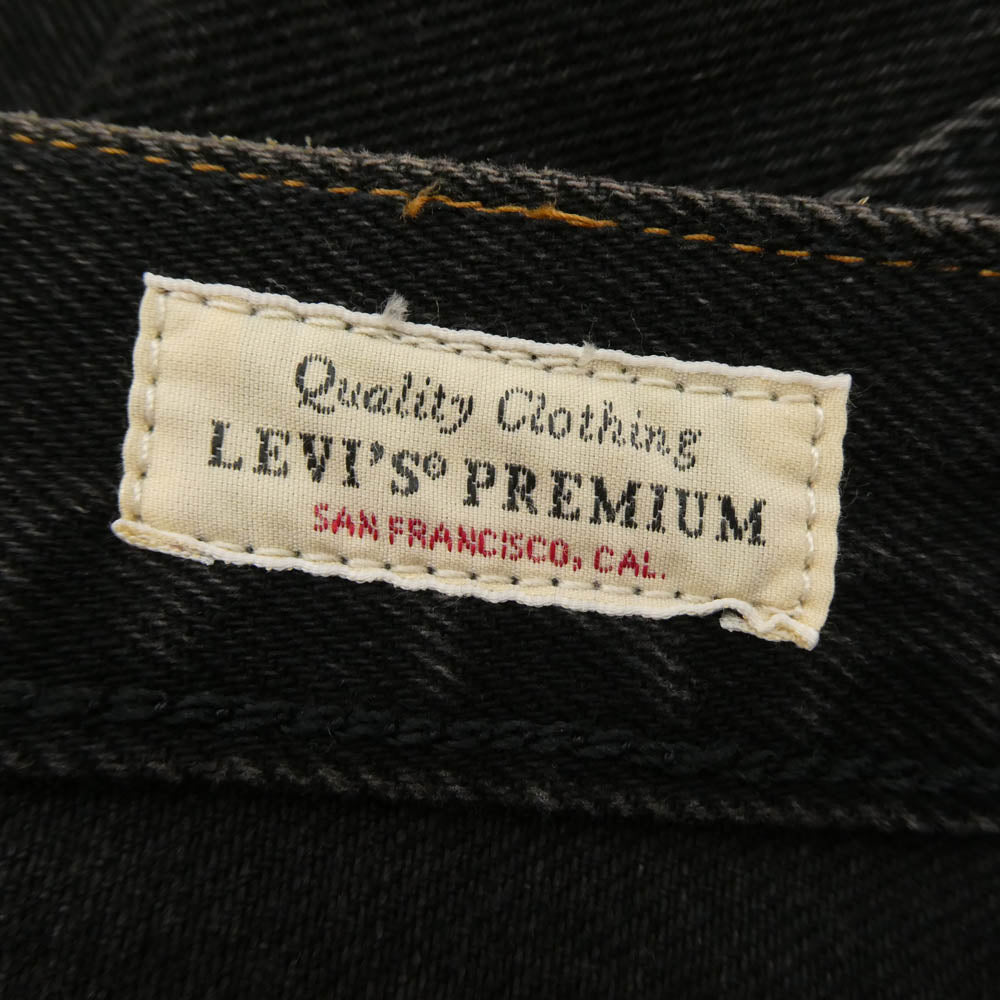 Quality Clothing
LEVI'S® PREMIUM
SAN FRANCISCO, CAL.